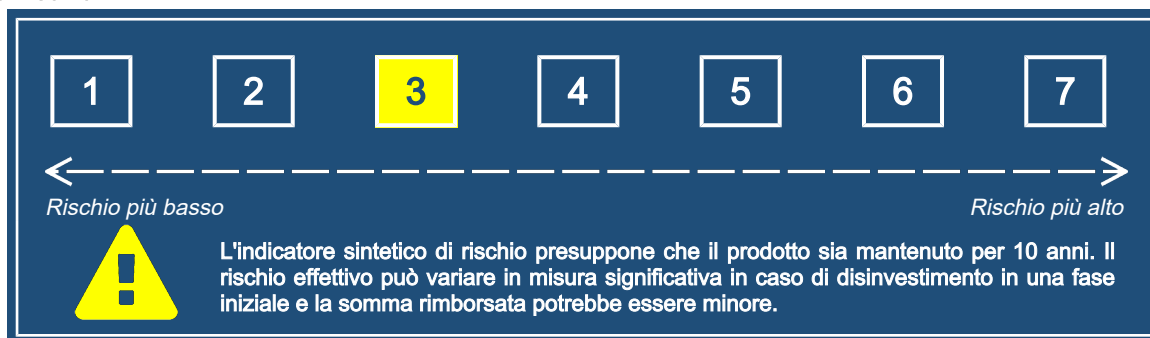 1 2 3 4 5 6 7
Rischio più basso Rischio più alto
L'indicatore sintetico di rischio presuppone che il prodotto sia mantenuto per 10 anni. Il
rischio effettivo può variare in misura significativa in caso di disinvestimento in una fase
iniziale e la somma rimborsata potrebbe essere minore.